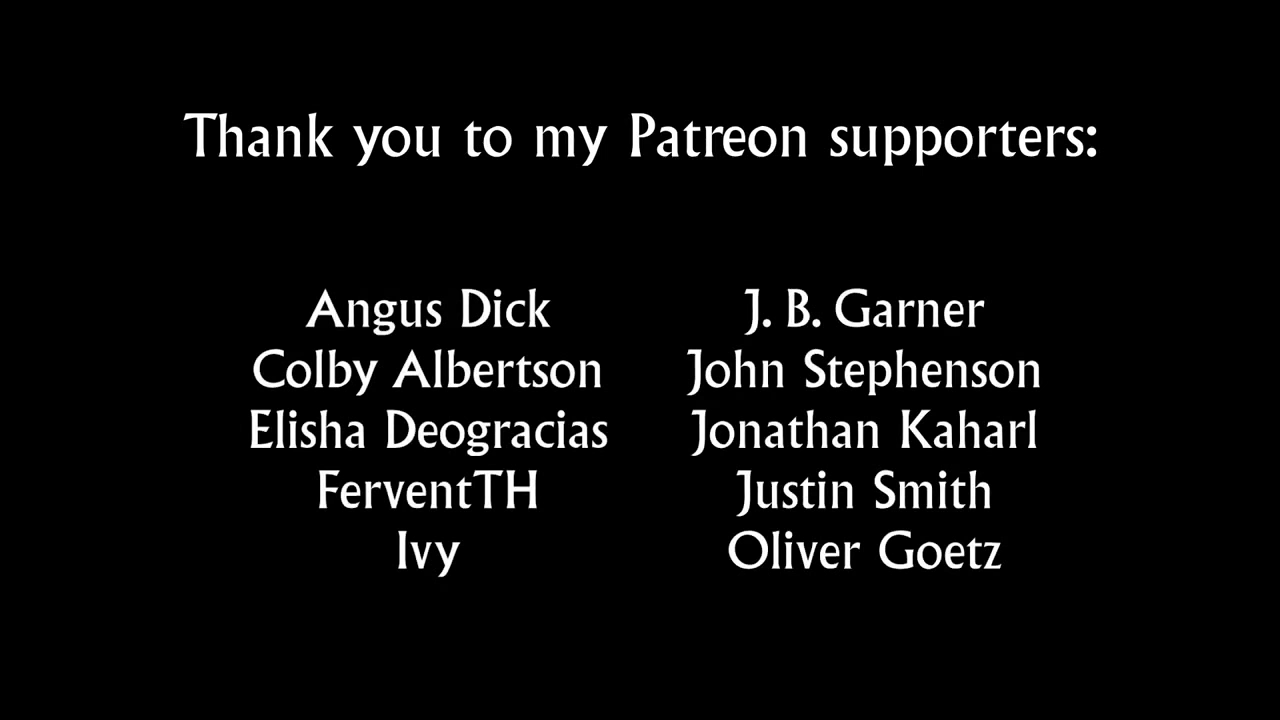 Thank you to my Patreon supporters:
Angus Dick
Colby Albertson
Elisha Deogracias
FerventTH
Ivy
J. B. Garner
John Stephenson
Jonathan Kaharl
Justin Smith
Oliver Goetz